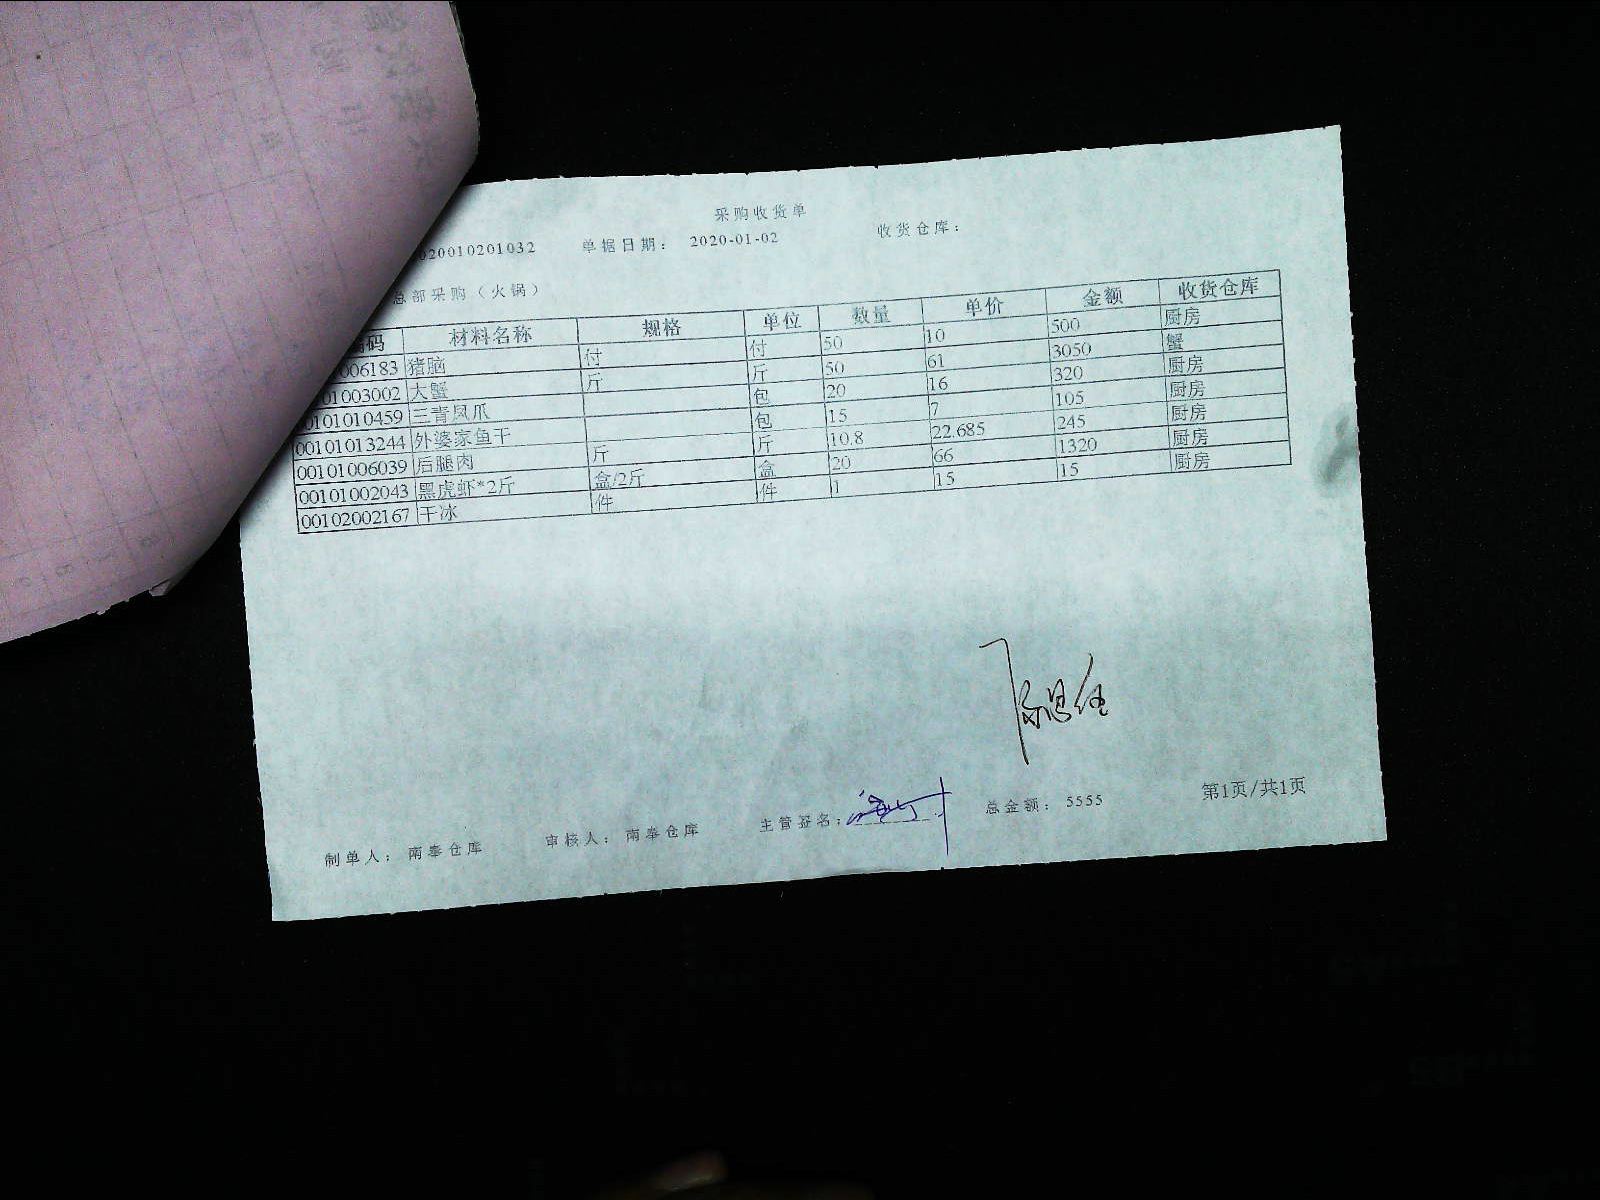 采购收货单
020010201032 单据日期： 2020-01-02 收货仓库：
总部采购（火锅）
码 材料名称 规格 单位 数量 单价 金额 收货仓库
006183 猪脑 付 付 50 10 500 厨房
01003002 大蟹 斤 斤 50 61 3050 蟹
0101010459 三青凤爪 包 20 16 320 厨房
00101013244 外婆家鱼干 包 15 7 105 厨房
00101006039 后腿肉 斤 斤 10.8 22.685 245 厨房
00101002043 黑虎虾*2斤 盒/2斤 盒 20 66 1320 厨房
00102002167 干冰 件 件 1 15 15 厨房
制单人： 南奉仓库 审核人： 南奉仓库 主管签名： 总金额： 5555 第1页/共1页